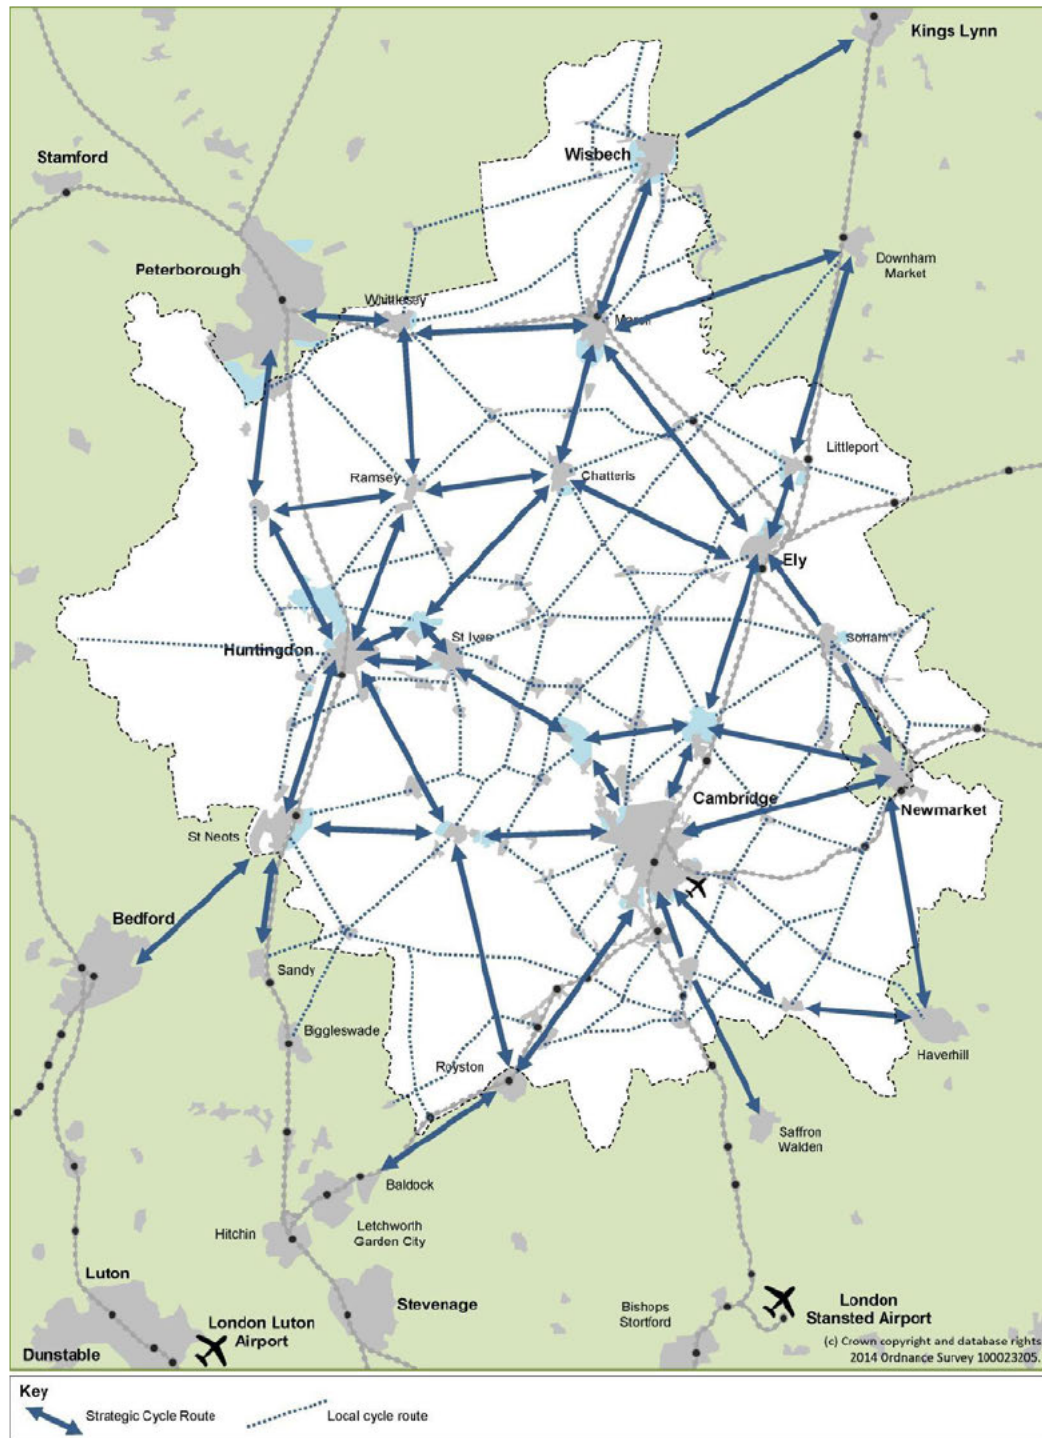 Kings Lynn
Stamford
Wisbech
Peterborough
Downham
Market
Whittlesey
March
Littleport
Ramsey
Chatteris
Ely
Huntingdon
St Ives
Soham
Cambridge
Newmarket
St Neots
Bedford
Sandy
Biggleswade
Royston
Haverhill
Saffron
Walden
Baldock
Hitchin
Letchworth
Garden City
Luton
Stevenage
London Luton
Airport
Dunstable
Bishops
Stortford
London
Stansted Airport
(c) Crown copyright and database rights
2014 Ordnance Survey 100023205.
Key
Strategic Cycle Route
Local cycle route